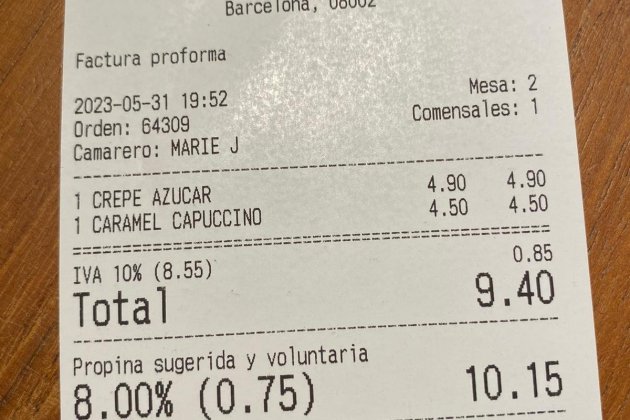 Barcelona, 08002
Factura proforma
2023-05-31 19:52 Mesa: 2
Orden: 64309 Comensales: 1
Camarero: MARIE J
1 CREPE AZUCAR 4.90 4.90
1 CARAMEL CAPUCCINO 4.50 4.50
IVA 10% (8.55) 0.85
Total 9.40
Propina sugerida y voluntaria
8.00% (0.75) 10.15